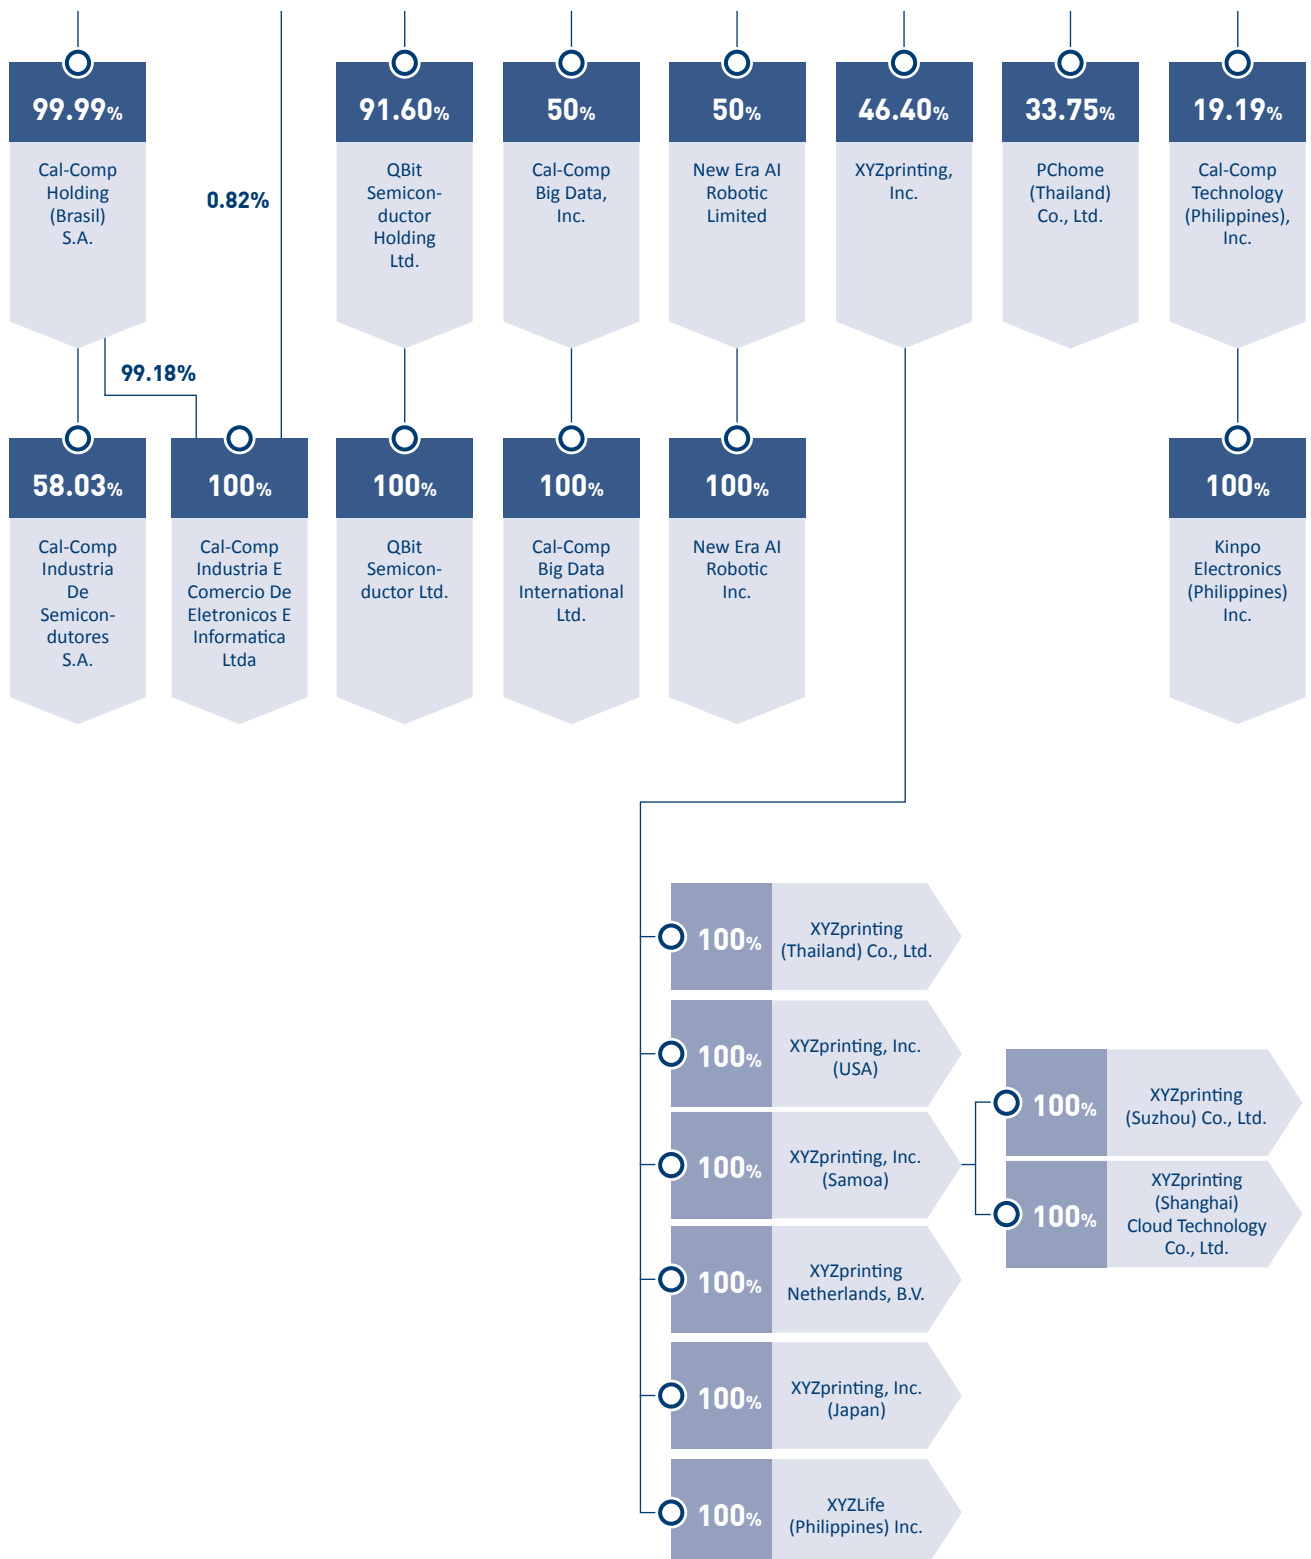 99.99%
Cal-Comp
Holding
(Brasil)
S.A.
0.82%
91.60%
QBit
Semicon-
ductor
Holding
Ltd.
50%
Cal-Comp
Big Data,
Inc.
50%
New Era AI
Robotic
Limited
46.40%
XYZprinting,
Inc.
33.75%
PChome
(Thailand)
Co., Ltd.
19.19%
Cal-Comp
Technology
(Philippines),
Inc.
99.18%
58.03%
Cal-Comp
Industria
De
Semicon-
dutores
S.A.
100%
Cal-Comp
Industria E
Comercio De
Eletronicos E
Informatica
Ltda
100%
QBit
Semicon-
ductor Ltd.
100%
Cal-Comp
Big Data
International
Ltd.
100%
New Era AI
Robotic
Inc.
100%
Kinpo
Electronics
(Philippines)
Inc.
100%
XYZprinting
(Thailand) Co., Ltd.
100%
XYZprinting, Inc.
(USA)
100%
XYZprinting, Inc.
(Samoa)
100%
XYZprinting
(Suzhou) Co., Ltd.
100%
XYZprinting
(Shanghai)
Cloud Technology
Co., Ltd.
100%
XYZprinting
Netherlands, B.V.
100%
XYZprinting, Inc.
(Japan)
100%
XYZLife
(Philippines) Inc.